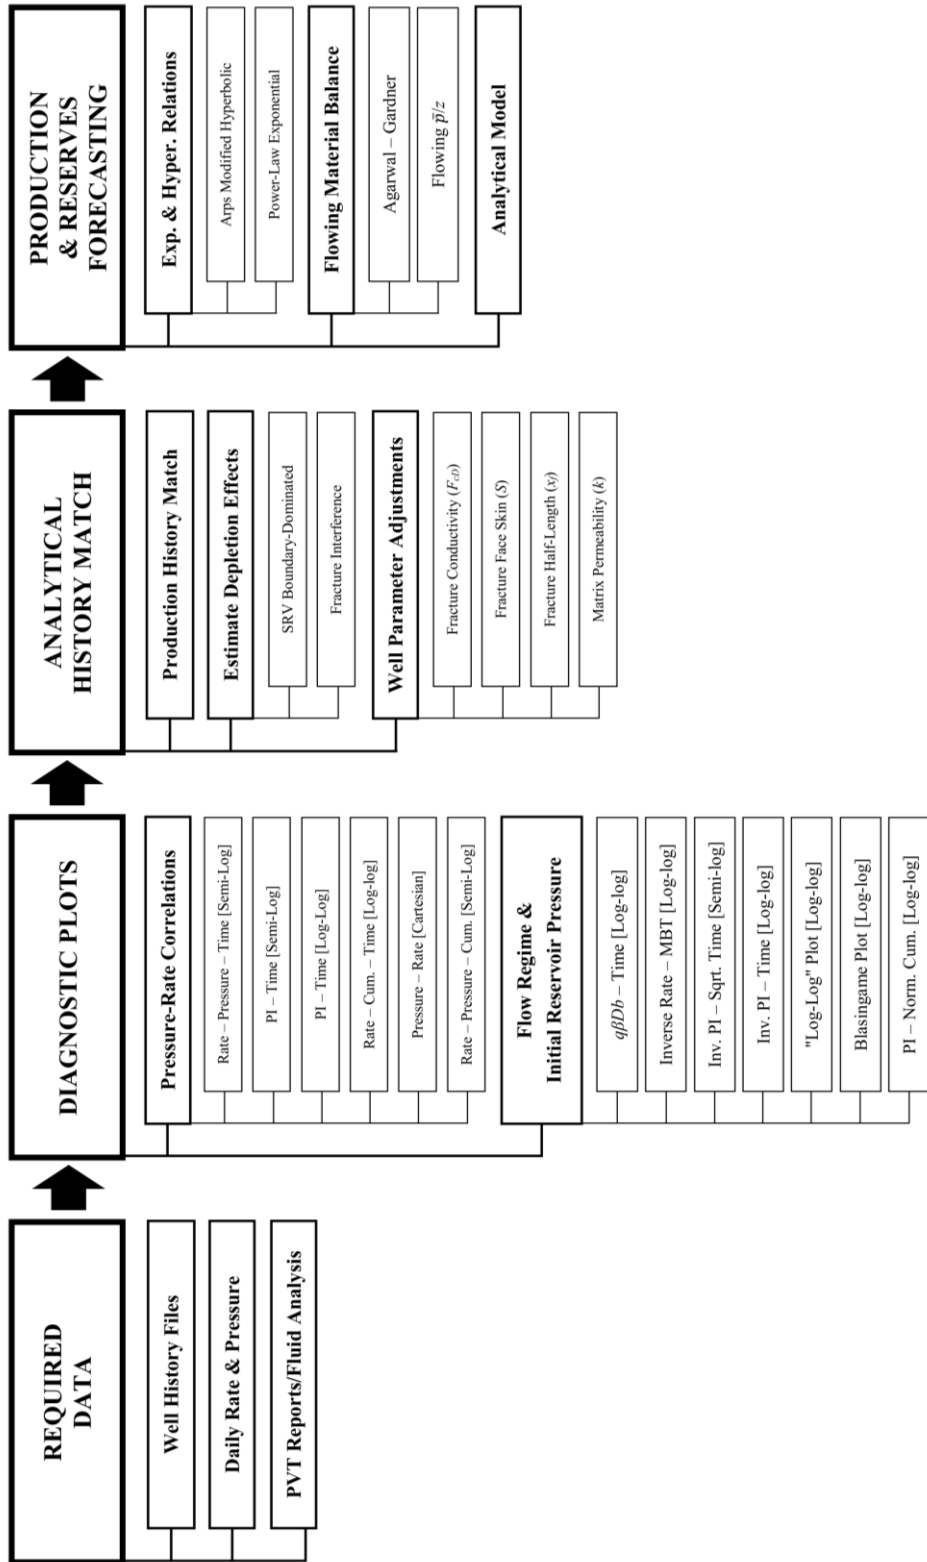 REQUIRED
DATA
Well History Files
Daily Rate & Pressure
PVT Reports/Fluid Analysis
DIAGNOSTIC PLOTS
Pressure-Rate Correlations
Rate – Pressure – Time [Semi-Log]
PI – Time [Semi-Log]
PI – Time [Log-Log]
Rate – Cum. – Time [Log-log]
Pressure – Rate [Cartesian]
Rate – Pressure – Cum. [Semi-Log]
Flow Regime &
Initial Reservoir Pressure
qβDb – Time [Log-log]
Inverse Rate – MBT [Log-log]
Inv. PI – Sqrt. Time [Semi-log]
Inv. PI – Time [Log-log]
"Log-Log" Plot [Log-log]
Blasingame Plot [Log-log]
PI – Norm. Cum. [Log-log]
ANALYTICAL
HISTORY MATCH
Production History Match
Estimate Depletion Effects
SRV Boundary-Dominated
Fracture Interference
Well Parameter Adjustments
Fracture Conductivity (FcD)
Fracture Face Skin (S)
Fracture Half-Length (xf)
Matrix Permeability (k)
PRODUCTION
& RESERVES
FORECASTING
Exp. & Hyper. Relations
Arps Modified Hyperbolic
Power-Law Exponential
Flowing Material Balance
Agarwal – Gardner
Flowing p̄/z
Analytical Model